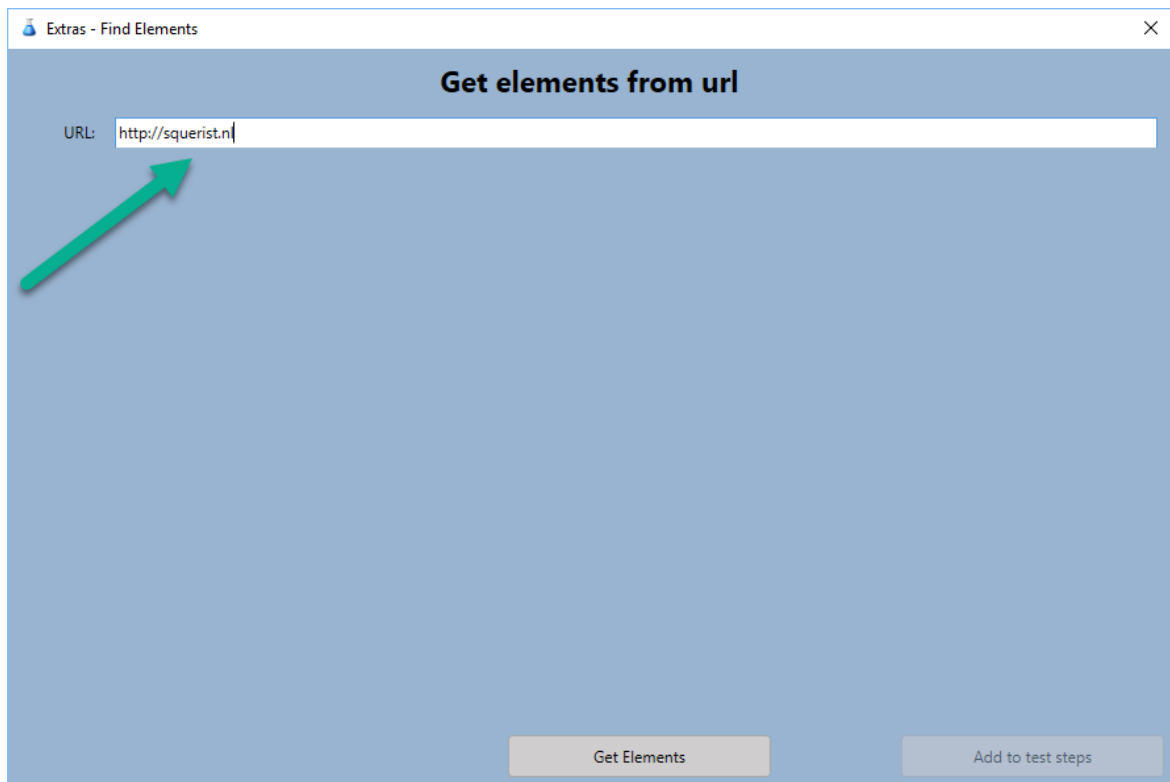 Extras - Find Elements
Get elements from url
URL: http://squerist.nl
Get Elements Add to test steps